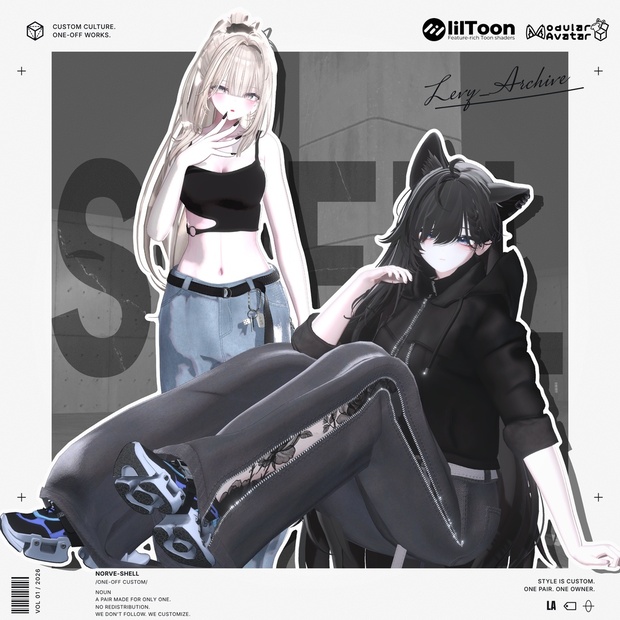 CUSTOM CULTURE.
ONE-OFF WORKS.
lilToon
Feature-rich Toon shaders
Modular
Avatar
Levy_Archive
VOL 01 / 2026
NORVE-SHELL
/ONE-OFF CUSTOM/
NOUN
A PAIR MADE FOR ONLY ONE.
NO REDISTRIBUTION.
WE DON'T FOLLOW. WE CUSTOMIZE.
STYLE IS CUSTOM.
ONE PAIR. ONE OWNER.
LA